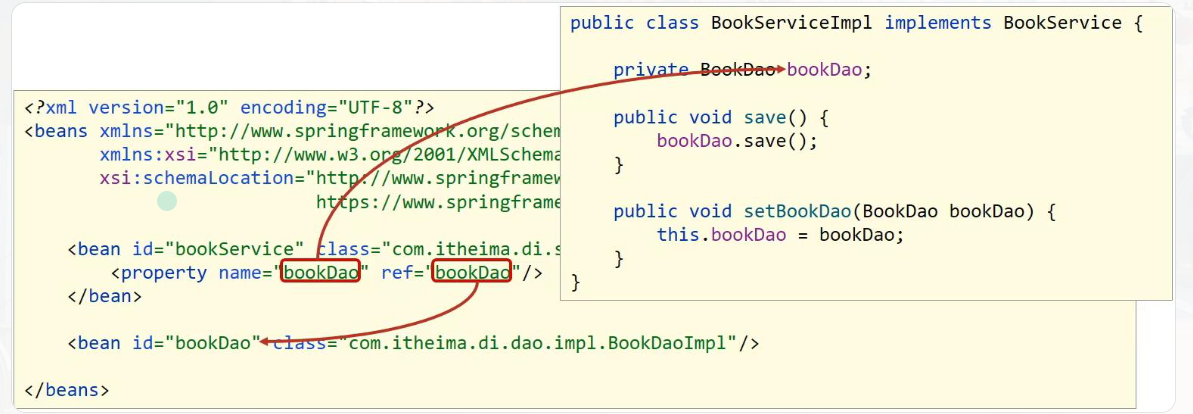 public class BookServiceImpl implements BookService {
private BookDao bookDao;
public void save() {
bookDao.save();
}
public void setBookDao(BookDao bookDao) {
this.bookDao = bookDao;
}
}
<?xml version="1.0" encoding="UTF-8"?>
<beans xmlns="http://www.springframework.org/schem
xmlns:xsi="http://www.w3.org/2001/XMLSchema
xsi:schemaLocation="http://www.springframew
https://www.springframe
<bean id="bookService" class="com.itheima.di.s
<property name="bookDao" ref="bookDao"/>
</bean>
<bean id="bookDao" class="com.itheima.di.dao.impl.BookDaoImpl"/>
</beans>